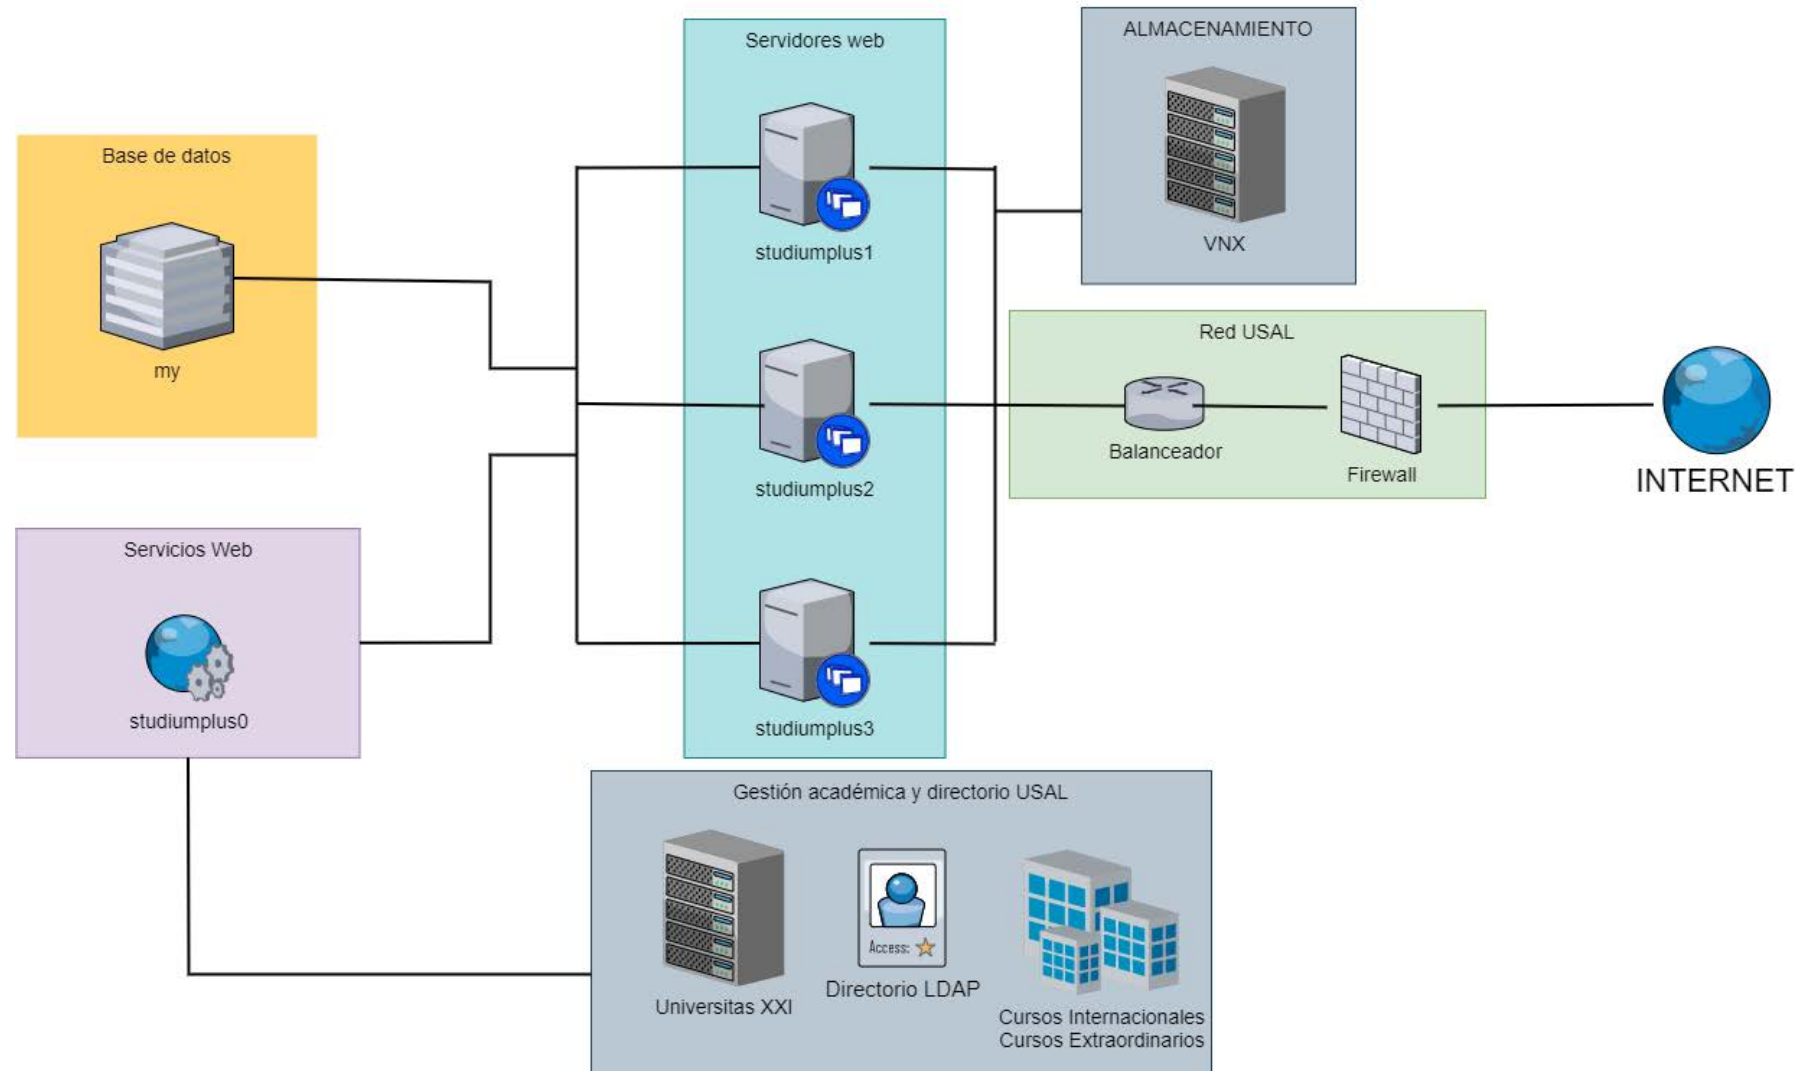 Servidores web
ALMACENAMIENTO
Base de datos
studiumplus1
VNX
my
Red USAL
studiumplus2
Balanceador
Firewall
INTERNET
Servicios Web
studiumplus0
studiumplus3
Gestión académica y directorio USAL
Access:
Universitas XXI
Directorio LDAP
Cursos Internacionales
Cursos Extraordinarios